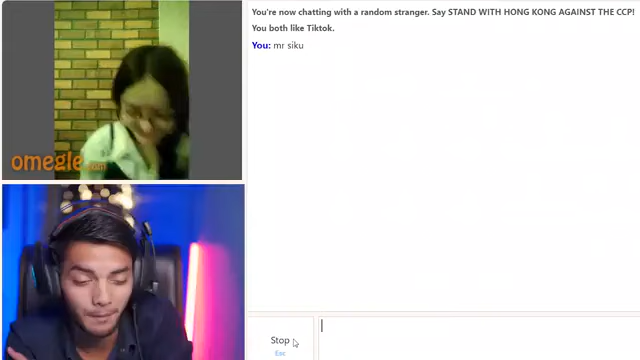 You're now chatting with a random stranger. Say STAND WITH HONG KONG AGAINST THE CCP!
You both like Tiktok.
You: mr siku
omegle.com
Stop
Esc